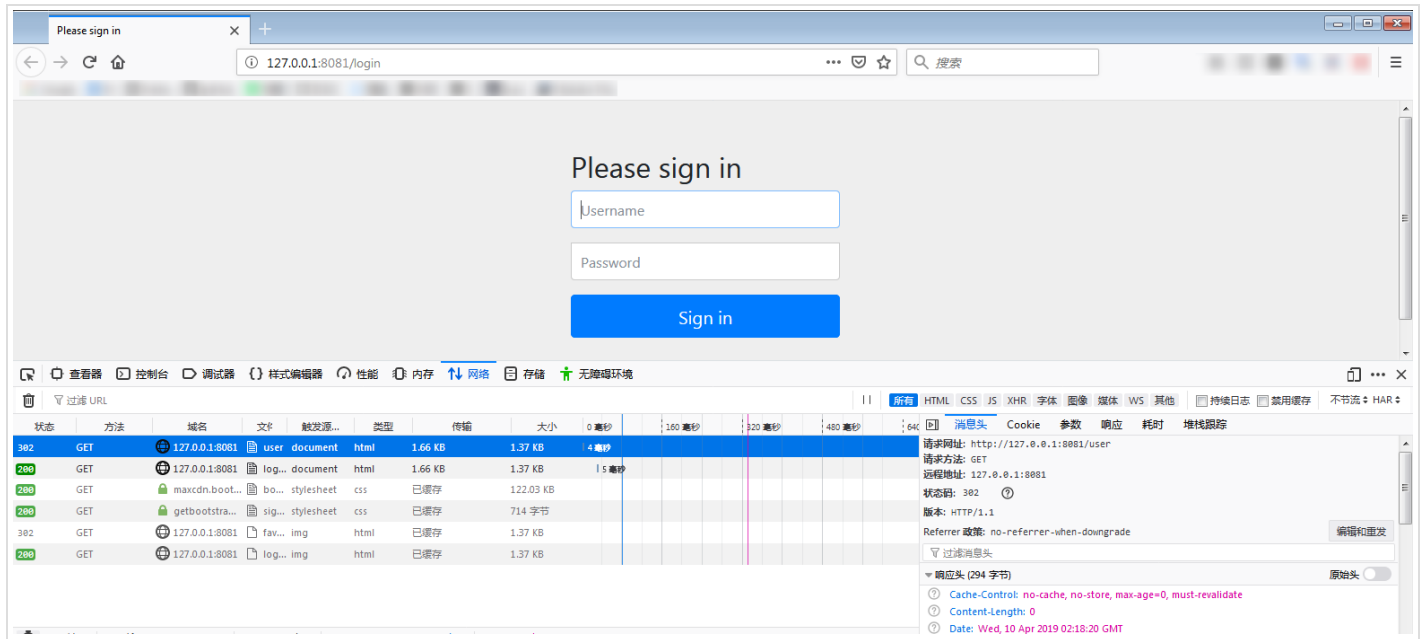 Please sign in
127.0.0.1:8081/login
搜索
Please sign in
Username
Password
Sign in
查看器 控制台 调试器 样式编辑器 性能 内存 网络 存储 无障碍环境
过滤 URL 所有 HTML CSS JS XHR 字体 图像 媒体 WS 其他 持续日志 禁用缓存 不节流 HAR
状态 方法 域名 触发源... 类型 传输 大小 0 毫秒 160 毫秒 320 毫秒 480 毫秒 640
302 GET 127.0.0.1:8081 user document html 1.66 KB 1.37 KB 4 毫秒
200 GET 127.0.0.1:8081 log... document html 1.66 KB 1.37 KB 5 毫秒
200 GET maxcdn.boot... bo... stylesheet css 已缓存 122.03 KB
200 GET getbootstra... sig... stylesheet css 已缓存 714 字节
302 GET 127.0.0.1:8081 fav... img html 已缓存 1.37 KB
200 GET 127.0.0.1:8081 log... img html 已缓存 1.37 KB
消息头 Cookie 参数 响应 耗时 堆栈跟踪
请求网址: http://127.0.0.1:8081/user
请求方法: GET
远程地址: 127.0.0.1:8081
状态码: 302
版本: HTTP/1.1
Referrer 政策: no-referrer-when-downgrade 编辑和重发
过滤消息头
响应头 (294 字节) 原始头
Cache-Control: no-cache, no-store, max-age=0, must-revalidate
Content-Length: 0
Date: Wed, 10 Apr 2019 02:18:20 GMT